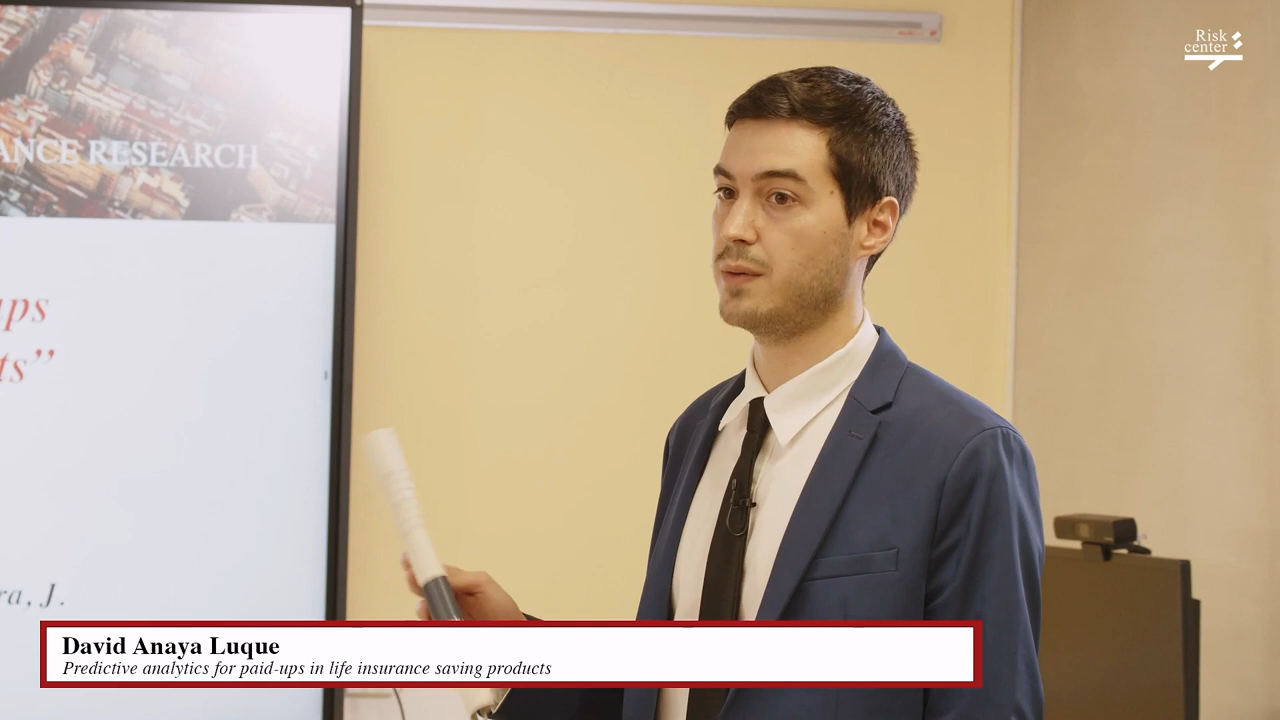 Risk
center
ANCE RESEARCH
ups
ts”
ra, J.
David Anaya Luque
Predictive analytics for paid-ups in life insurance saving products